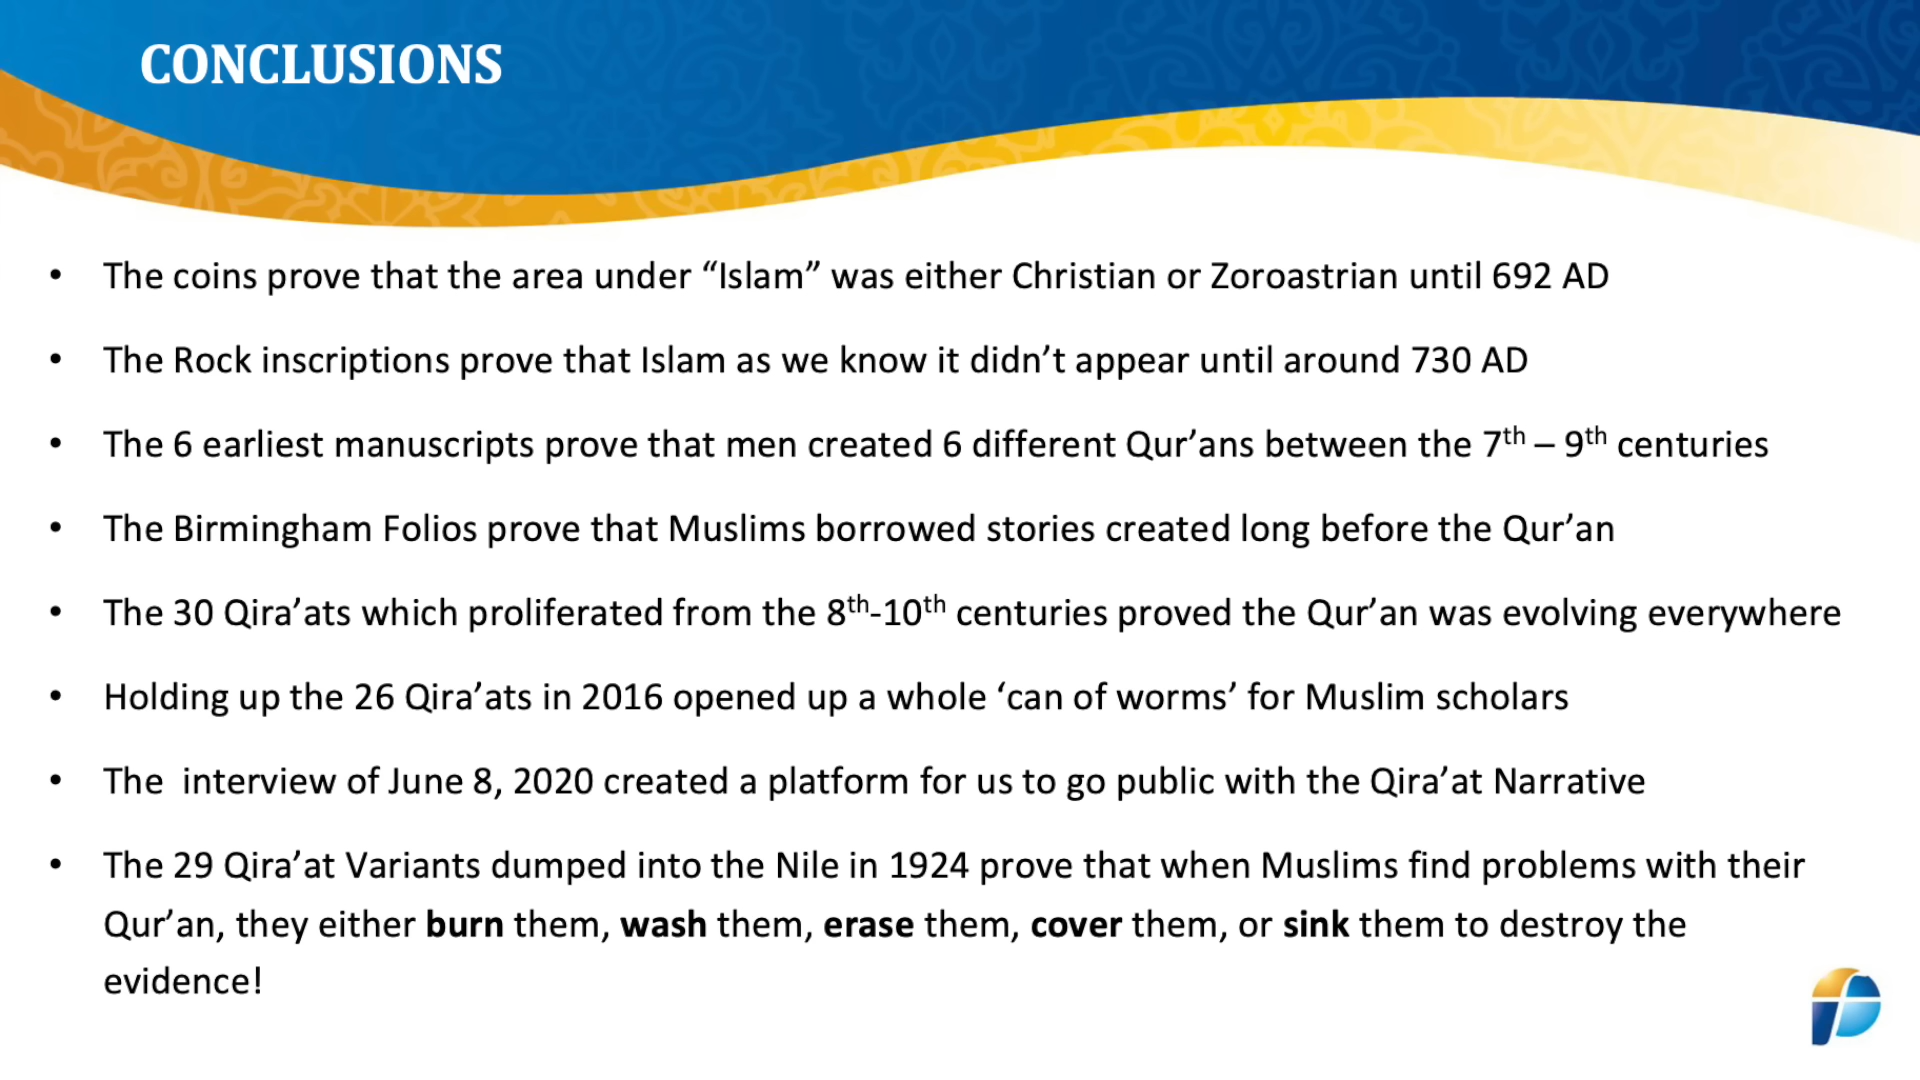 CONCLUSIONS
• The coins prove that the area under “Islam” was either Christian or Zoroastrian until 692 AD
• The Rock inscriptions prove that Islam as we know it didn’t appear until around 730 AD
• The 6 earliest manuscripts prove that men created 6 different Qur’ans between the 7th – 9th centuries
• The Birmingham Folios prove that Muslims borrowed stories created long before the Qur’an
• The 30 Qira’ats which proliferated from the 8th-10th centuries proved the Qur’an was evolving everywhere
• Holding up the 26 Qira’ats in 2016 opened up a whole ‘can of worms’ for Muslim scholars
• The  interview of June 8, 2020 created a platform for us to go public with the Qira’at Narrative
• The 29 Qira’at Variants dumped into the Nile in 1924 prove that when Muslims find problems with their
Qur’an, they either burn them, wash them, erase them, cover them, or sink them to destroy the
evidence!